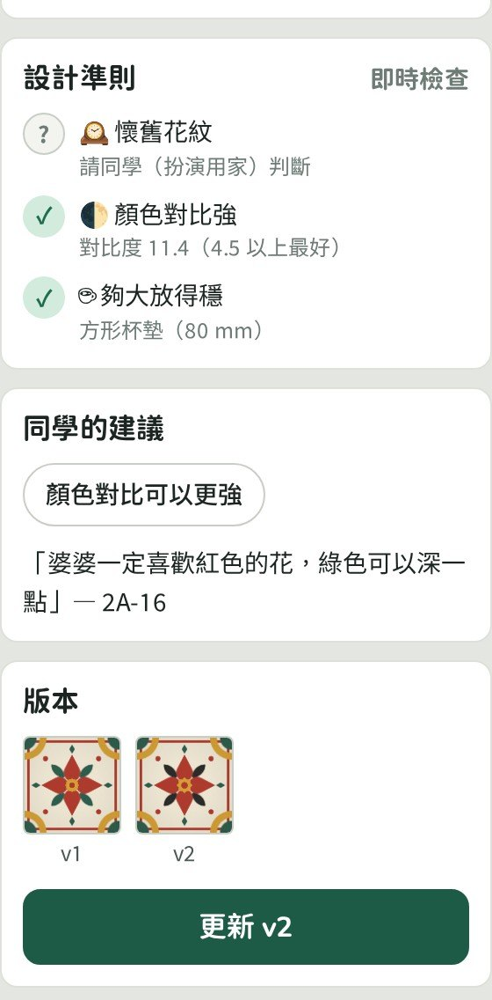 設計準則
即時檢查
?
🕰️ 懷舊花紋
請同學（扮演用家）判斷
✓
🌗 顏色對比強
對比度 11.4（4.5 以上最好）
✓
☕ 夠大放得穩
方形杯墊（80 mm）
同學的建議
顏色對比可以更強
「婆婆一定喜歡紅色的花，綠色可以深一
點」— 2A-16
版本
v1
v2
更新 v2